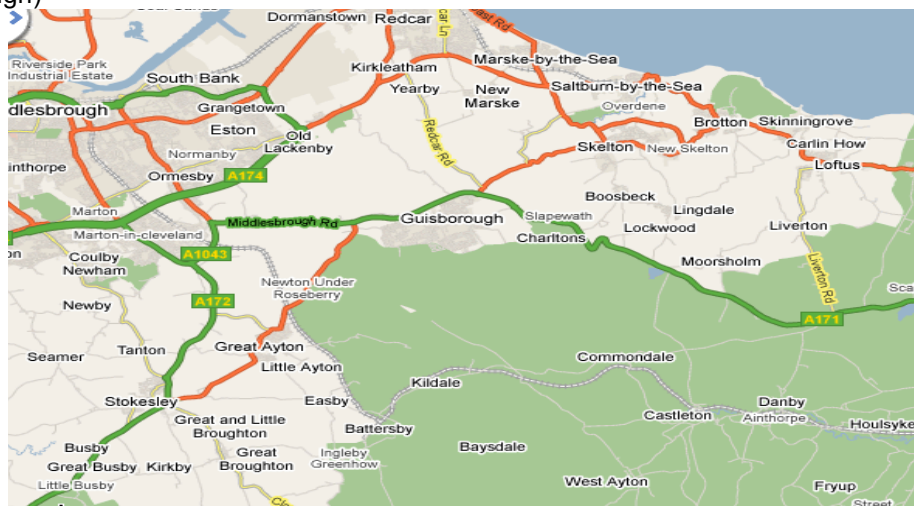 Dormanstown
Redcar
Riverside Park
Industrial Estate
Kirkleatham
Marske-by-the-Sea
South Bank
Yearby
New
Marske
Saltburn-by-the-Sea
Overdene
Grangetown
dlesbrough
Eston
Old
Lackenby
Redcar Rd
Brotton
Skinningrove
Normanby
Skelton
New Skelton
Carlin How
Loftus
inthorpe
Ormesby
A174
Boosbeck
Marton
Middlesbrough Rd
Guisborough
Slapewath
Lingdale
Lockwood
Liverton
Marton-in-cleveland
Charltons
A1043
on
Coulby
Newham
Moorsholm
Liverton Rd
Newton Under
Roseberry
A172
Newby
A171
Sca
Tanton
Great Ayton
Seamer
Little Ayton
Commondale
Kildale
Stokesley
Easby
Danby
Castleton
Ainthorpe
Great and Little
Broughton
Battersby
Houlsyke
Busby
Great
Broughton
Baysdale
Ingleby
Greenhow
Great Busby
Kirkby
Little Busby
West Ayton
Fryup
Street